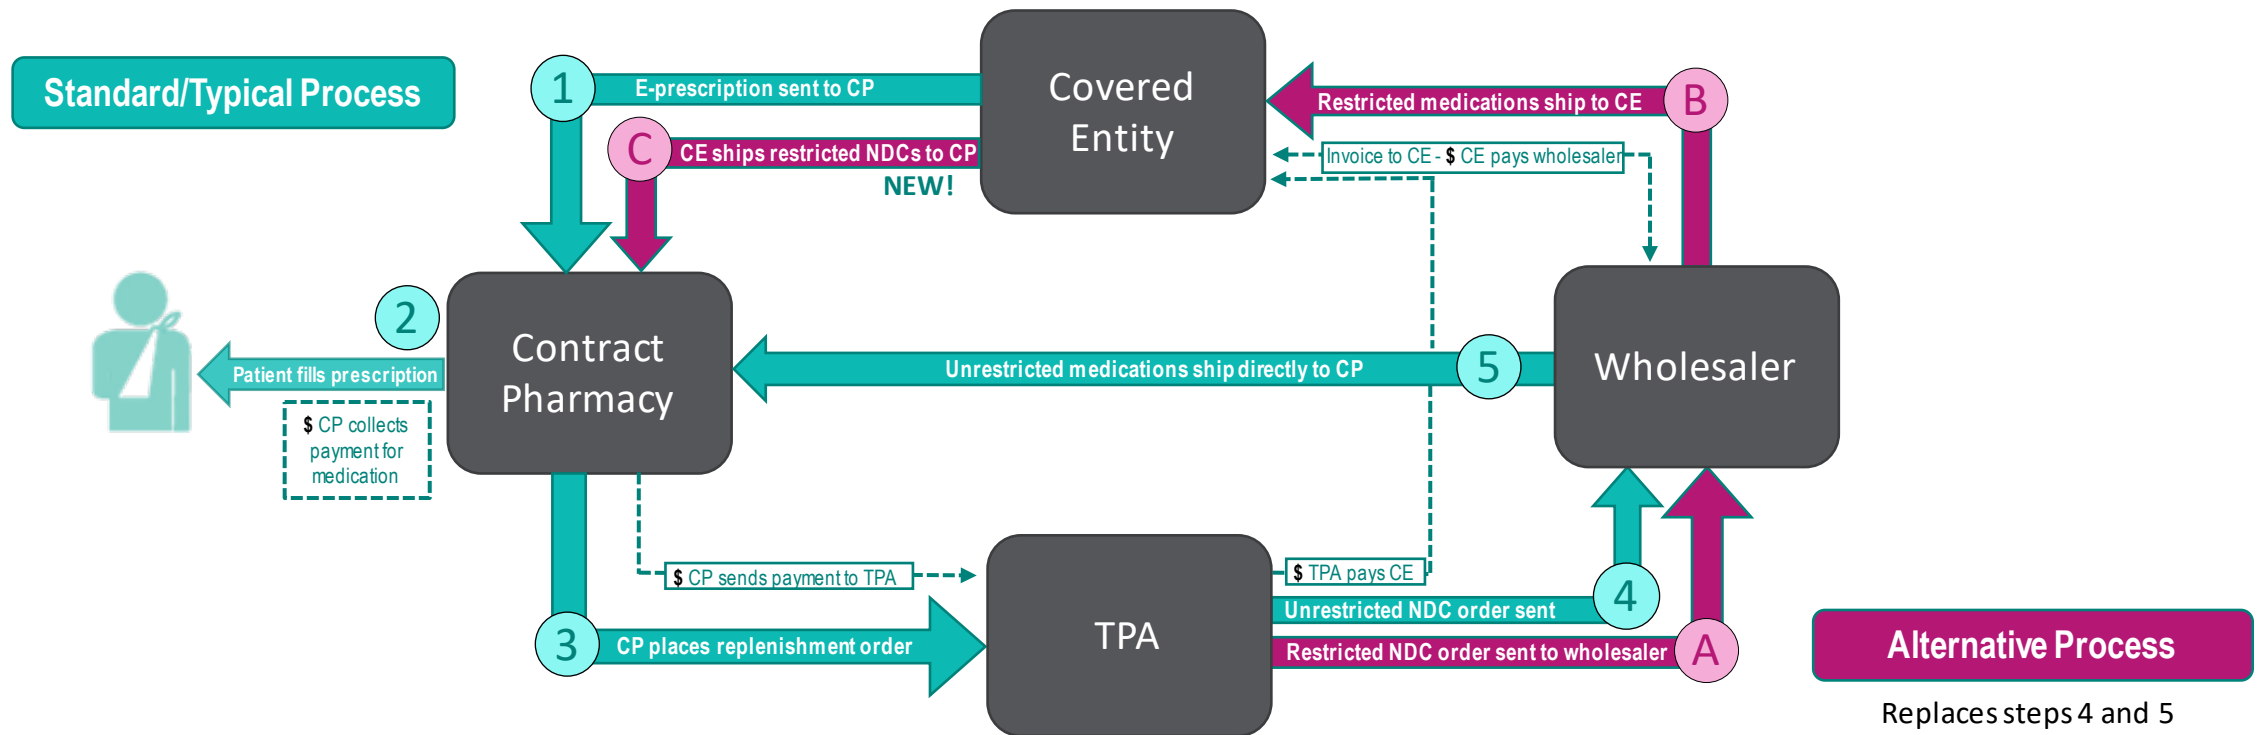 Standard/Typical Process
1
E-prescription sent to CP
Covered
Entity
Restricted medications ship to CE
B
C
CE ships restricted NDCs to CP
NEW!
Invoice to CE - $ CE pays wholesaler
2
Patient fills prescription
$ CP collects
payment for
medication
Contract
Pharmacy
Unrestricted medications ship directly to CP
5
Wholesaler
$ CP sends payment to TPA
$ TPA pays CE
Unrestricted NDC order sent
4
3
CP places replenishment order
TPA
Restricted NDC order sent to wholesaler
A
Alternative Process
Replaces steps 4 and 5